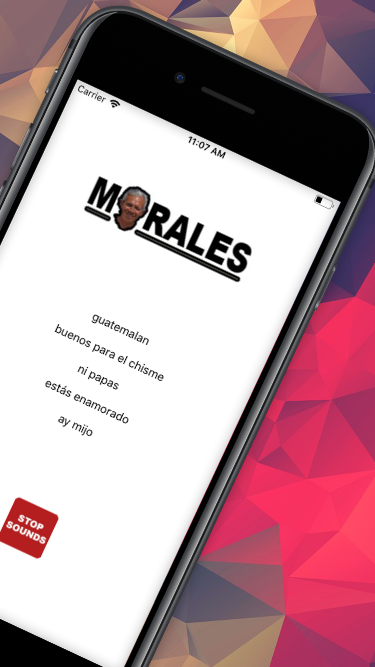 Carrier
11:07 AM
MORALES
guatemalan
buenos para el chisme
ni papas
estás enamorado
ay mijo
STOP
SOUNDS